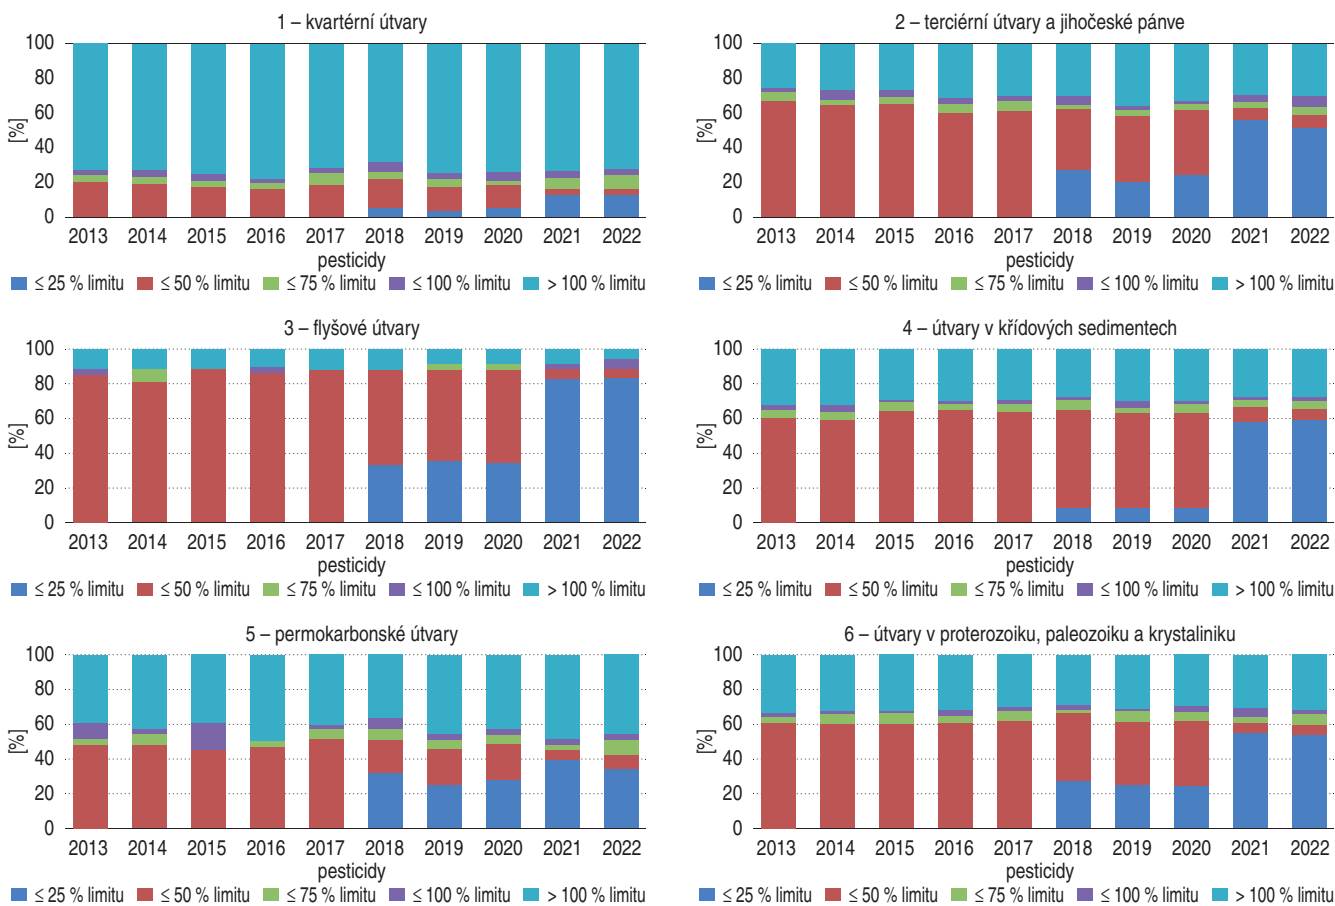 1 – kvartérní útvary
100
80
60
40
20
0
[%]
2013 2014 2015 2016 2017 2018 2019 2020 2021 2022
pesticidy
≤ 25 % limitu ≤ 50 % limitu ≤ 75 % limitu ≤ 100 % limitu > 100 % limitu
2 – terciérní útvary a jihočeské pánve
100
80
60
40
20
0
[%]
2013 2014 2015 2016 2017 2018 2019 2020 2021 2022
pesticidy
≤ 25 % limitu ≤ 50 % limitu ≤ 75 % limitu ≤ 100 % limitu > 100 % limitu
3 – flyšové útvary
100
80
60
40
20
0
[%]
2013 2014 2015 2016 2017 2018 2019 2020 2021 2022
pesticidy
≤ 25 % limitu ≤ 50 % limitu ≤ 75 % limitu ≤ 100 % limitu > 100 % limitu
4 – útvary v křídových sedimentech
100
80
60
40
20
0
[%]
2013 2014 2015 2016 2017 2018 2019 2020 2021 2022
pesticidy
≤ 25 % limitu ≤ 50 % limitu ≤ 75 % limitu ≤ 100 % limitu > 100 % limitu
5 – permokarbonské útvary
100
80
60
40
20
0
[%]
2013 2014 2015 2016 2017 2018 2019 2020 2021 2022
pesticidy
≤ 25 % limitu ≤ 50 % limitu ≤ 75 % limitu ≤ 100 % limitu > 100 % limitu
6 – útvary v proterozoiku, paleozoiku a krystaliniku
100
80
60
40
20
0
[%]
2013 2014 2015 2016 2017 2018 2019 2020 2021 2022
pesticidy
≤ 25 % limitu ≤ 50 % limitu ≤ 75 % limitu ≤ 100 % limitu > 100 % limitu